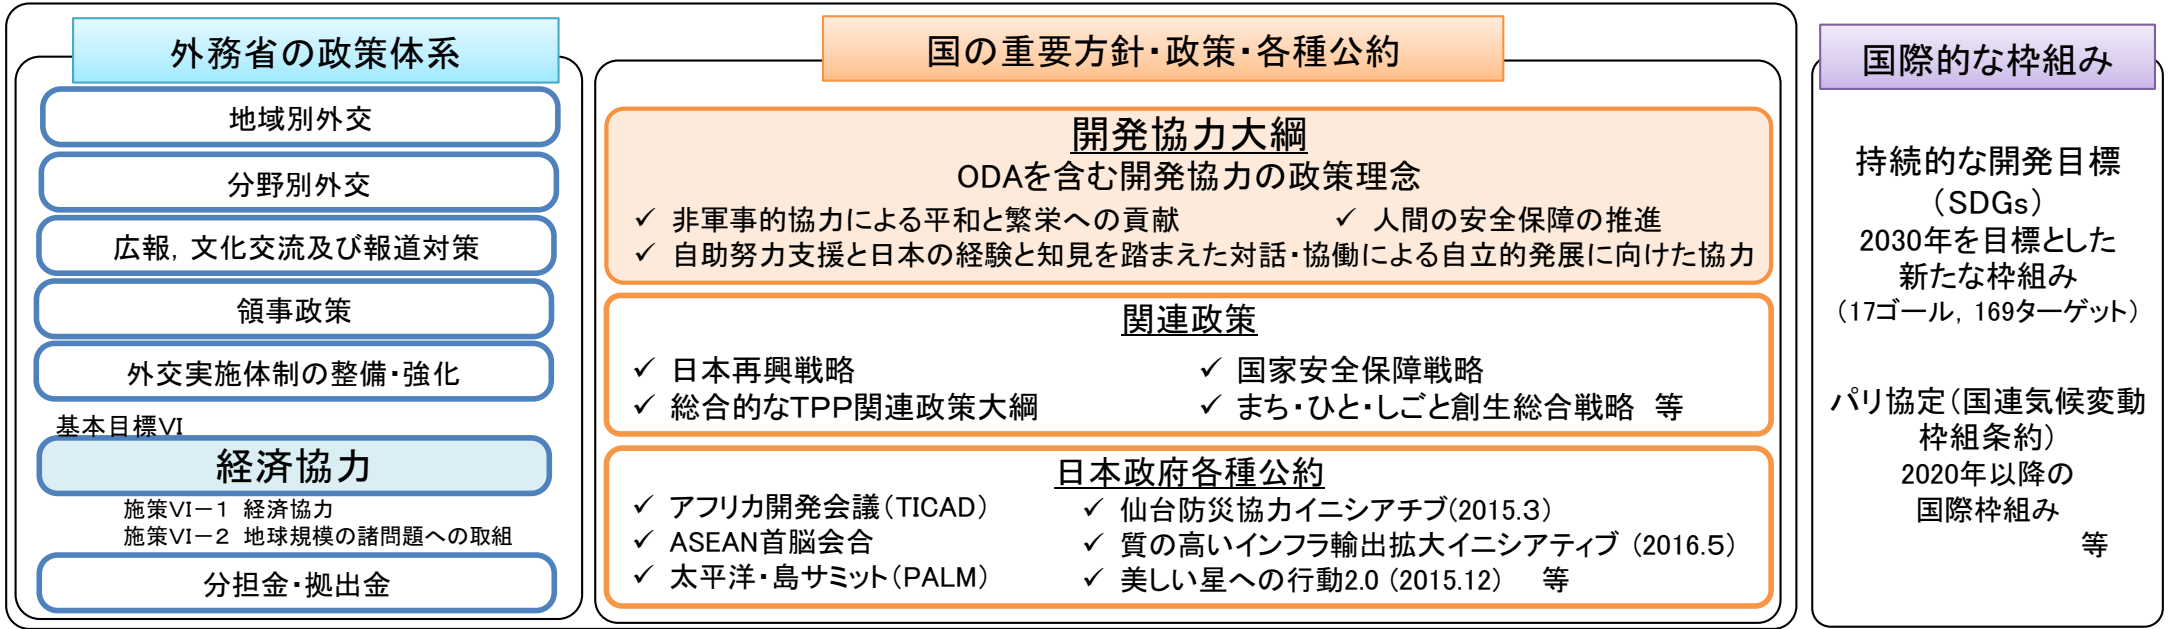 外務省の政策体系
地域別外交
分野別外交
広報，文化交流及び報道対策
領事政策
外交実施体制の整備・強化
基本目標Ⅵ
経済協力
施策Ⅵ－１ 経済協力
施策Ⅵ－２ 地球規模の諸問題への取組
分担金・拠出金
国の重要方針・政策・各種公約
開発協力大綱
ODAを含む開発協力の政策理念
✓ 非軍事的協力による平和と繁栄への貢献 ✓ 人間の安全保障の推進
✓ 自助努力支援と日本の経験と知見を踏まえた対話・協働による自立的発展に向けた協力
関連政策
✓ 日本再興戦略 ✓ 国家安全保障戦略
✓ 総合的なTPP関連政策大綱 ✓ まち・ひと・しごと創生総合戦略 等
日本政府各種公約
✓ アフリカ開発会議（TICAD） ✓ 仙台防災協力イニシアチブ(2015.３)
✓ ASEAN首脳会合 ✓ 質の高いインフラ輸出拡大イニシアティブ (2016.５)
✓ 太平洋・島サミット（PALM） ✓ 美しい星への行動2.0 (2015.12) 等
国際的な枠組み
持続的な開発目標
（SDGs）
2030年を目標とした
新たな枠組み
（17ゴール，169ターゲット）
パリ協定（国連気候変動
枠組条約）
2020年以降の
国際枠組み
等